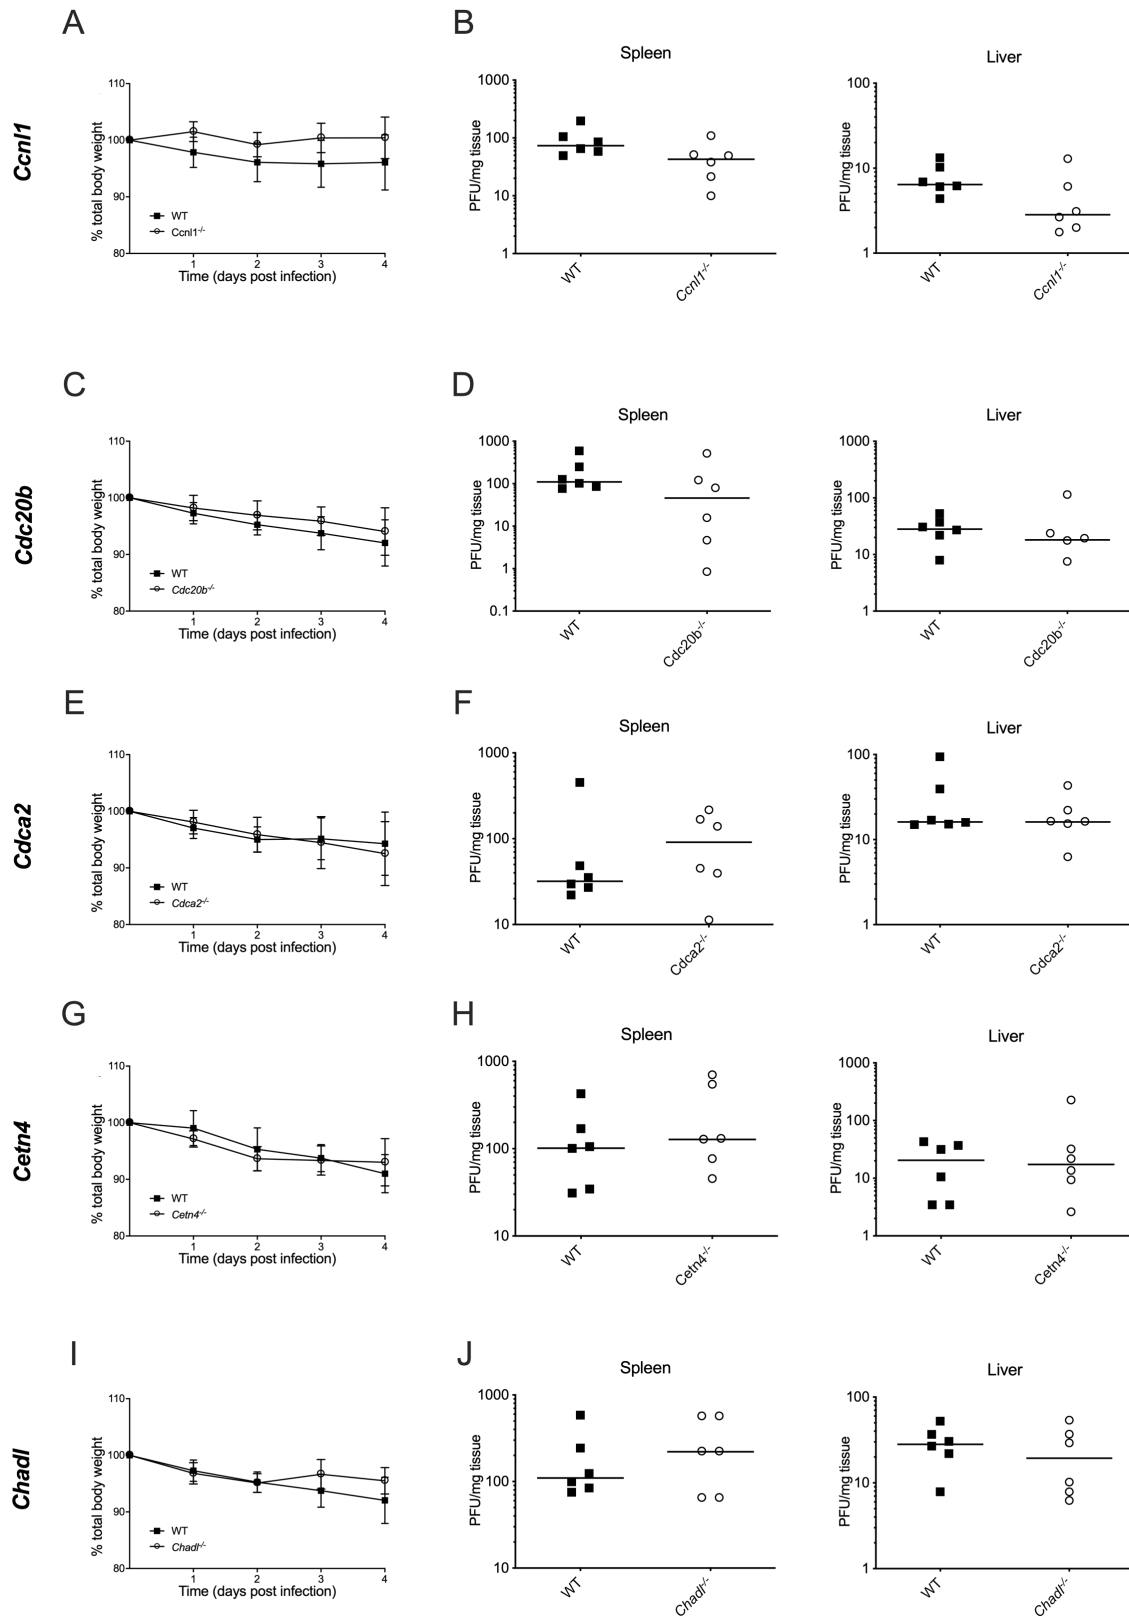 A
B
Ccnl1
110
100
90
80
% total body weight
WT
Ccnl1-/-
1 2 3 4
Time (days post infection)
Spleen
1000
100
10
1
PFU/mg tissue
WT
Ccnl1-/-
Liver
100
10
1
PFU/mg tissue
WT
Ccnl1-/-
C
D
Cdc20b
110
100
90
80
% total body weight
WT
Cdc20b-/-
1 2 3 4
Time (days post infection)
Spleen
1000
100
10
1
0.1
PFU/mg tissue
WT
Cdc20b-/-
Liver
1000
100
10
1
PFU/mg tissue
WT
Cdc20b-/-
E
F
Cdca2
110
100
90
80
% total body weight
WT
Cdca2-/-
1 2 3 4
Time (days post infection)
Spleen
1000
100
10
PFU/mg tissue
WT
Cdca2-/-
Liver
100
10
1
PFU/mg tissue
WT
Cdca2-/-
G
H
Cetn4
110
100
90
80
% total body weight
WT
Cetn4-/-
1 2 3 4
Time (days post infection)
Spleen
1000
100
10
PFU/mg tissue
WT
Cetn4-/-
Liver
1000
100
10
1
PFU/mg tissue
WT
Cetn4-/-
I
J
Chadl
110
100
90
80
% total body weight
WT
Chadl-/-
1 2 3 4
Time (days post infection)
Spleen
1000
100
10
PFU/mg tissue
WT
Chadl-/-
Liver
100
10
1
PFU/mg tissue
WT
Chadl-/-